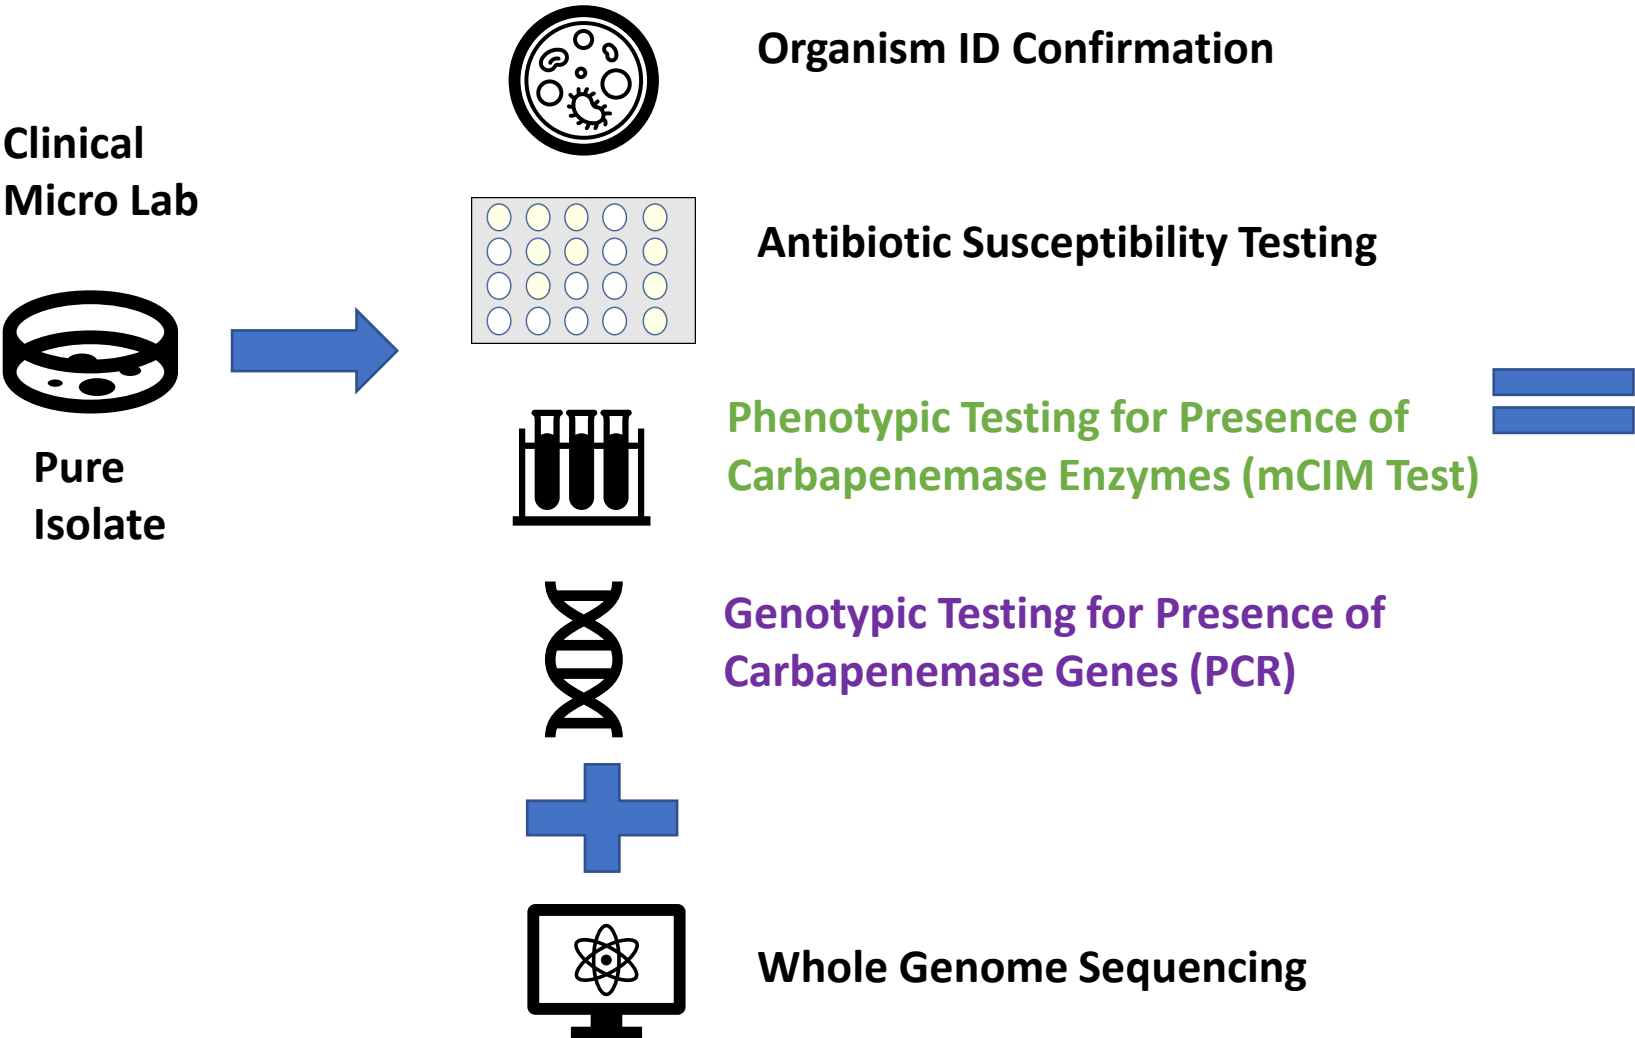 Clinical
Micro Lab
Pure
Isolate
Organism ID Confirmation
Antibiotic Susceptibility Testing
Phenotypic Testing for Presence of
Carbapenemase Enzymes (mCIM Test)
Genotypic Testing for Presence of
Carbapenemase Genes (PCR)
Whole Genome Sequencing